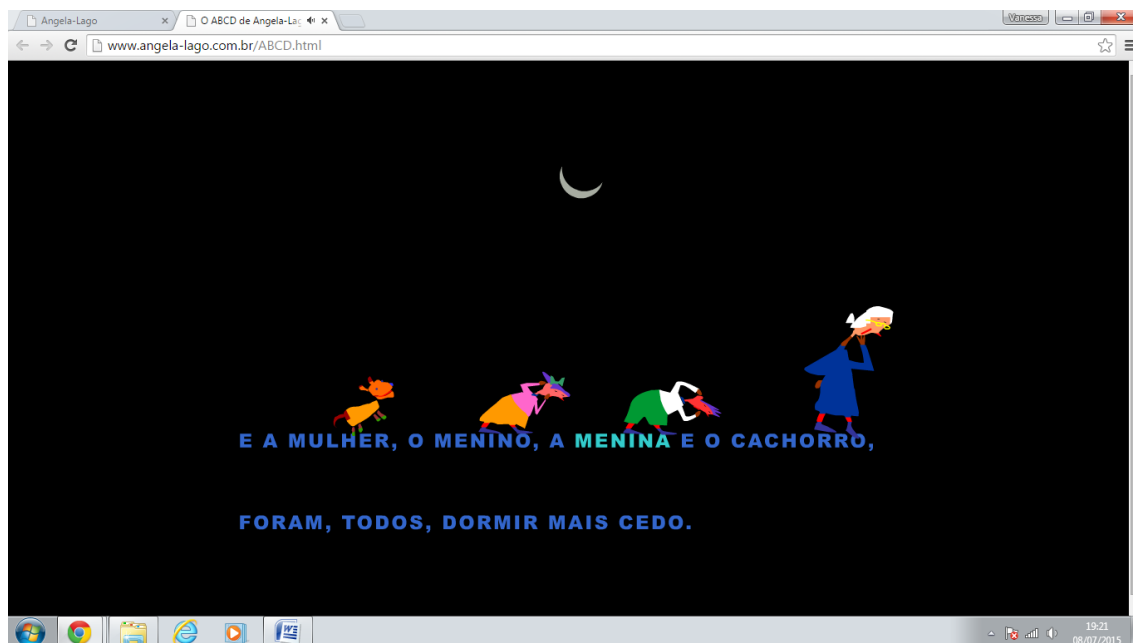 Angela-Lago
O ABCD de Angela-Lag
Vanessa
www.angela-lago.com.br/ABCD.html
E A MULHER, O MENINO, A MENINA E O CACHORRO,
FORAM, TODOS, DORMIR MAIS CEDO.
19:21
08/07/2015